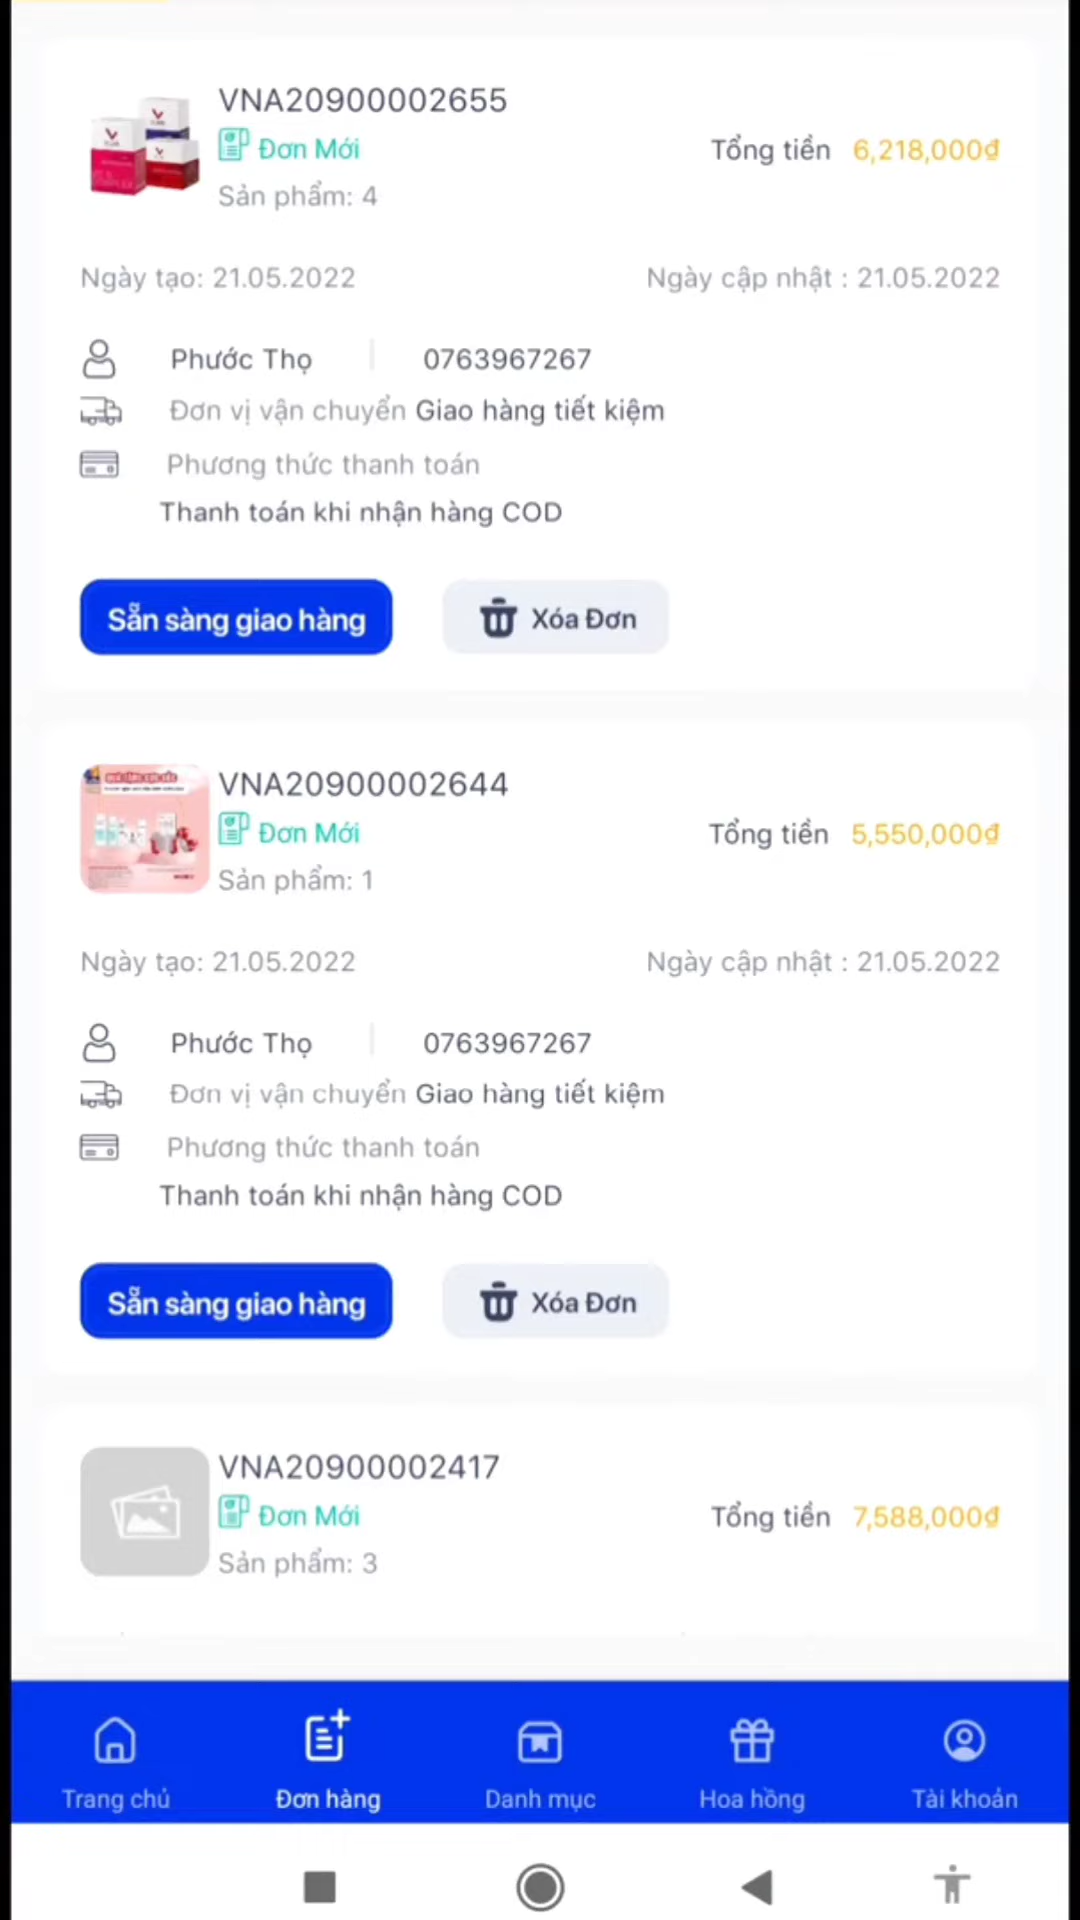 VNA20900002655
Đơn Mới
Tổng tiền 6,218,000₫
Sản phẩm: 4
Ngày tạo: 21.05.2022
Ngày cập nhật : 21.05.2022
Phước Thọ
0763967267
Đơn vị vận chuyển Giao hàng tiết kiệm
Phương thức thanh toán
Thanh toán khi nhận hàng COD
Sẵn sàng giao hàng
Xóa Đơn
VNA20900002644
Đơn Mới
Tổng tiền 5,550,000₫
Sản phẩm: 1
Ngày tạo: 21.05.2022
Ngày cập nhật : 21.05.2022
Phước Thọ
0763967267
Đơn vị vận chuyển Giao hàng tiết kiệm
Phương thức thanh toán
Thanh toán khi nhận hàng COD
Sẵn sàng giao hàng
Xóa Đơn
VNA20900002417
Đơn Mới
Tổng tiền 7,588,000₫
Sản phẩm: 3
Trang chủ
Đơn hàng
Danh mục
Hoa hồng
Tài khoản